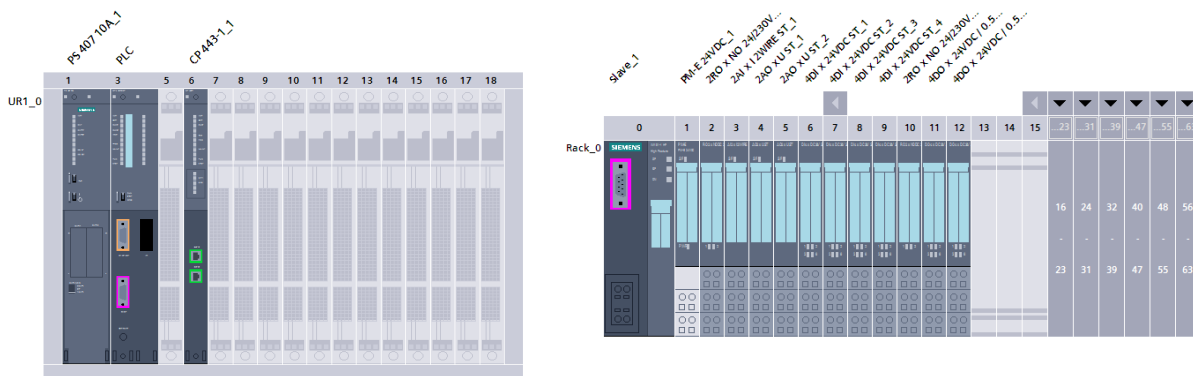 PS 407 10A_1
PLC
CP 443-1_1
1 3 5 6 7 8 9 10 11 12 13 14 15 16 17 18
UR1_0
Slave_1
PM-E 24VDC_1
2RO x NO 24/230V...
2AI x I 2WIRE ST_1
2AO x U ST_1
2AO x U ST_2
4DI x 24VDC ST_1
4DI x 24VDC ST_2
4DI x 24VDC ST_3
4DI x 24VDC ST_4
2RO x NO 24/230V...
4DO x 24VDC / 0.5...
4DO x 24VDC / 0.5...
0 1 2 3 4 5 6 7 8 9 10 11 12 13 14 15 ...23 ...31 ...39 ...47 ...55
Rack_0
SIEMENS
16 24 32 40 48 56
- - - - - -
23 31 39 47 55 63